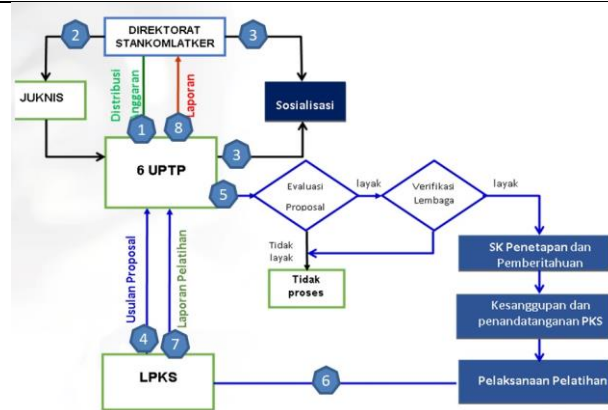 2
DIREKTORAT
STANKOMLATKER
3
JUKNIS
Distribusi
Anggaran
Laporan
Sosialisasi
1
8
6 UPTP
3
5
Evaluasi
Proposal
layak
Verifikasi
Lembaga
layak
Tidak
layak
Tidak
proses
SK Penetapan dan
Pemberitahuan
Usulan Proposal
Laporan Pelatihan
Kesanggupan dan
penandatanganan PKS
4
7
LPKS
6
Pelaksanaan Pelatihan